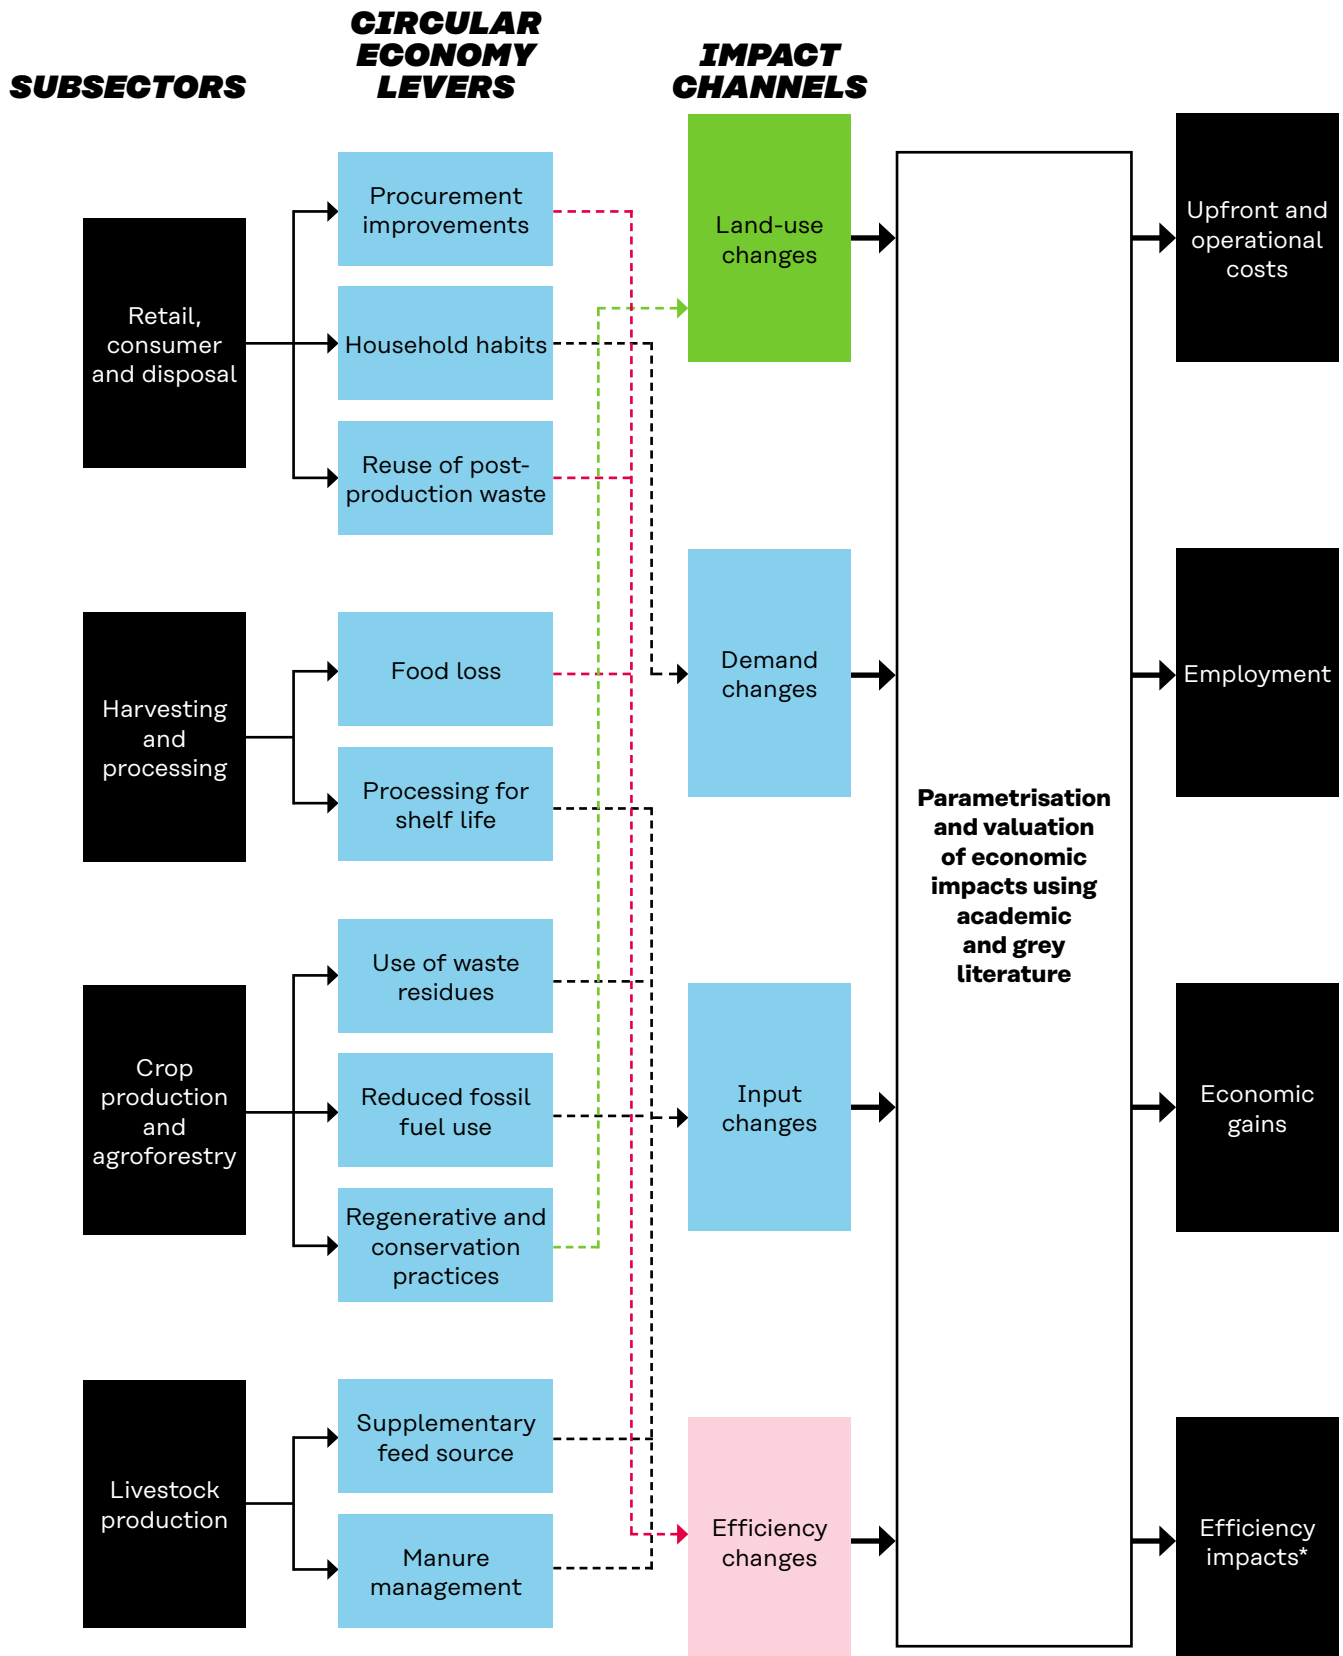 SUBSECTORS
CIRCULAR
ECONOMY
LEVERS
IMPACT
CHANNELS
Retail,
consumer
and disposal
Procurement
improvements
Household habits
Reuse of post-
production waste
Harvesting
and
processing
Food loss
Processing for
shelf life
Crop
production
and
agroforestry
Use of waste
residues
Reduced fossil
fuel use
Regenerative and
conservation
practices
Livestock
production
Supplementary
feed source
Manure
management
Land-use
changes
Demand
changes
Input
changes
Efficiency
changes
Parametrisation
and valuation
of economic
impacts using
academic
and grey
literature
Upfront and
operational
costs
Employment
Economic
gains
Efficiency
impacts*